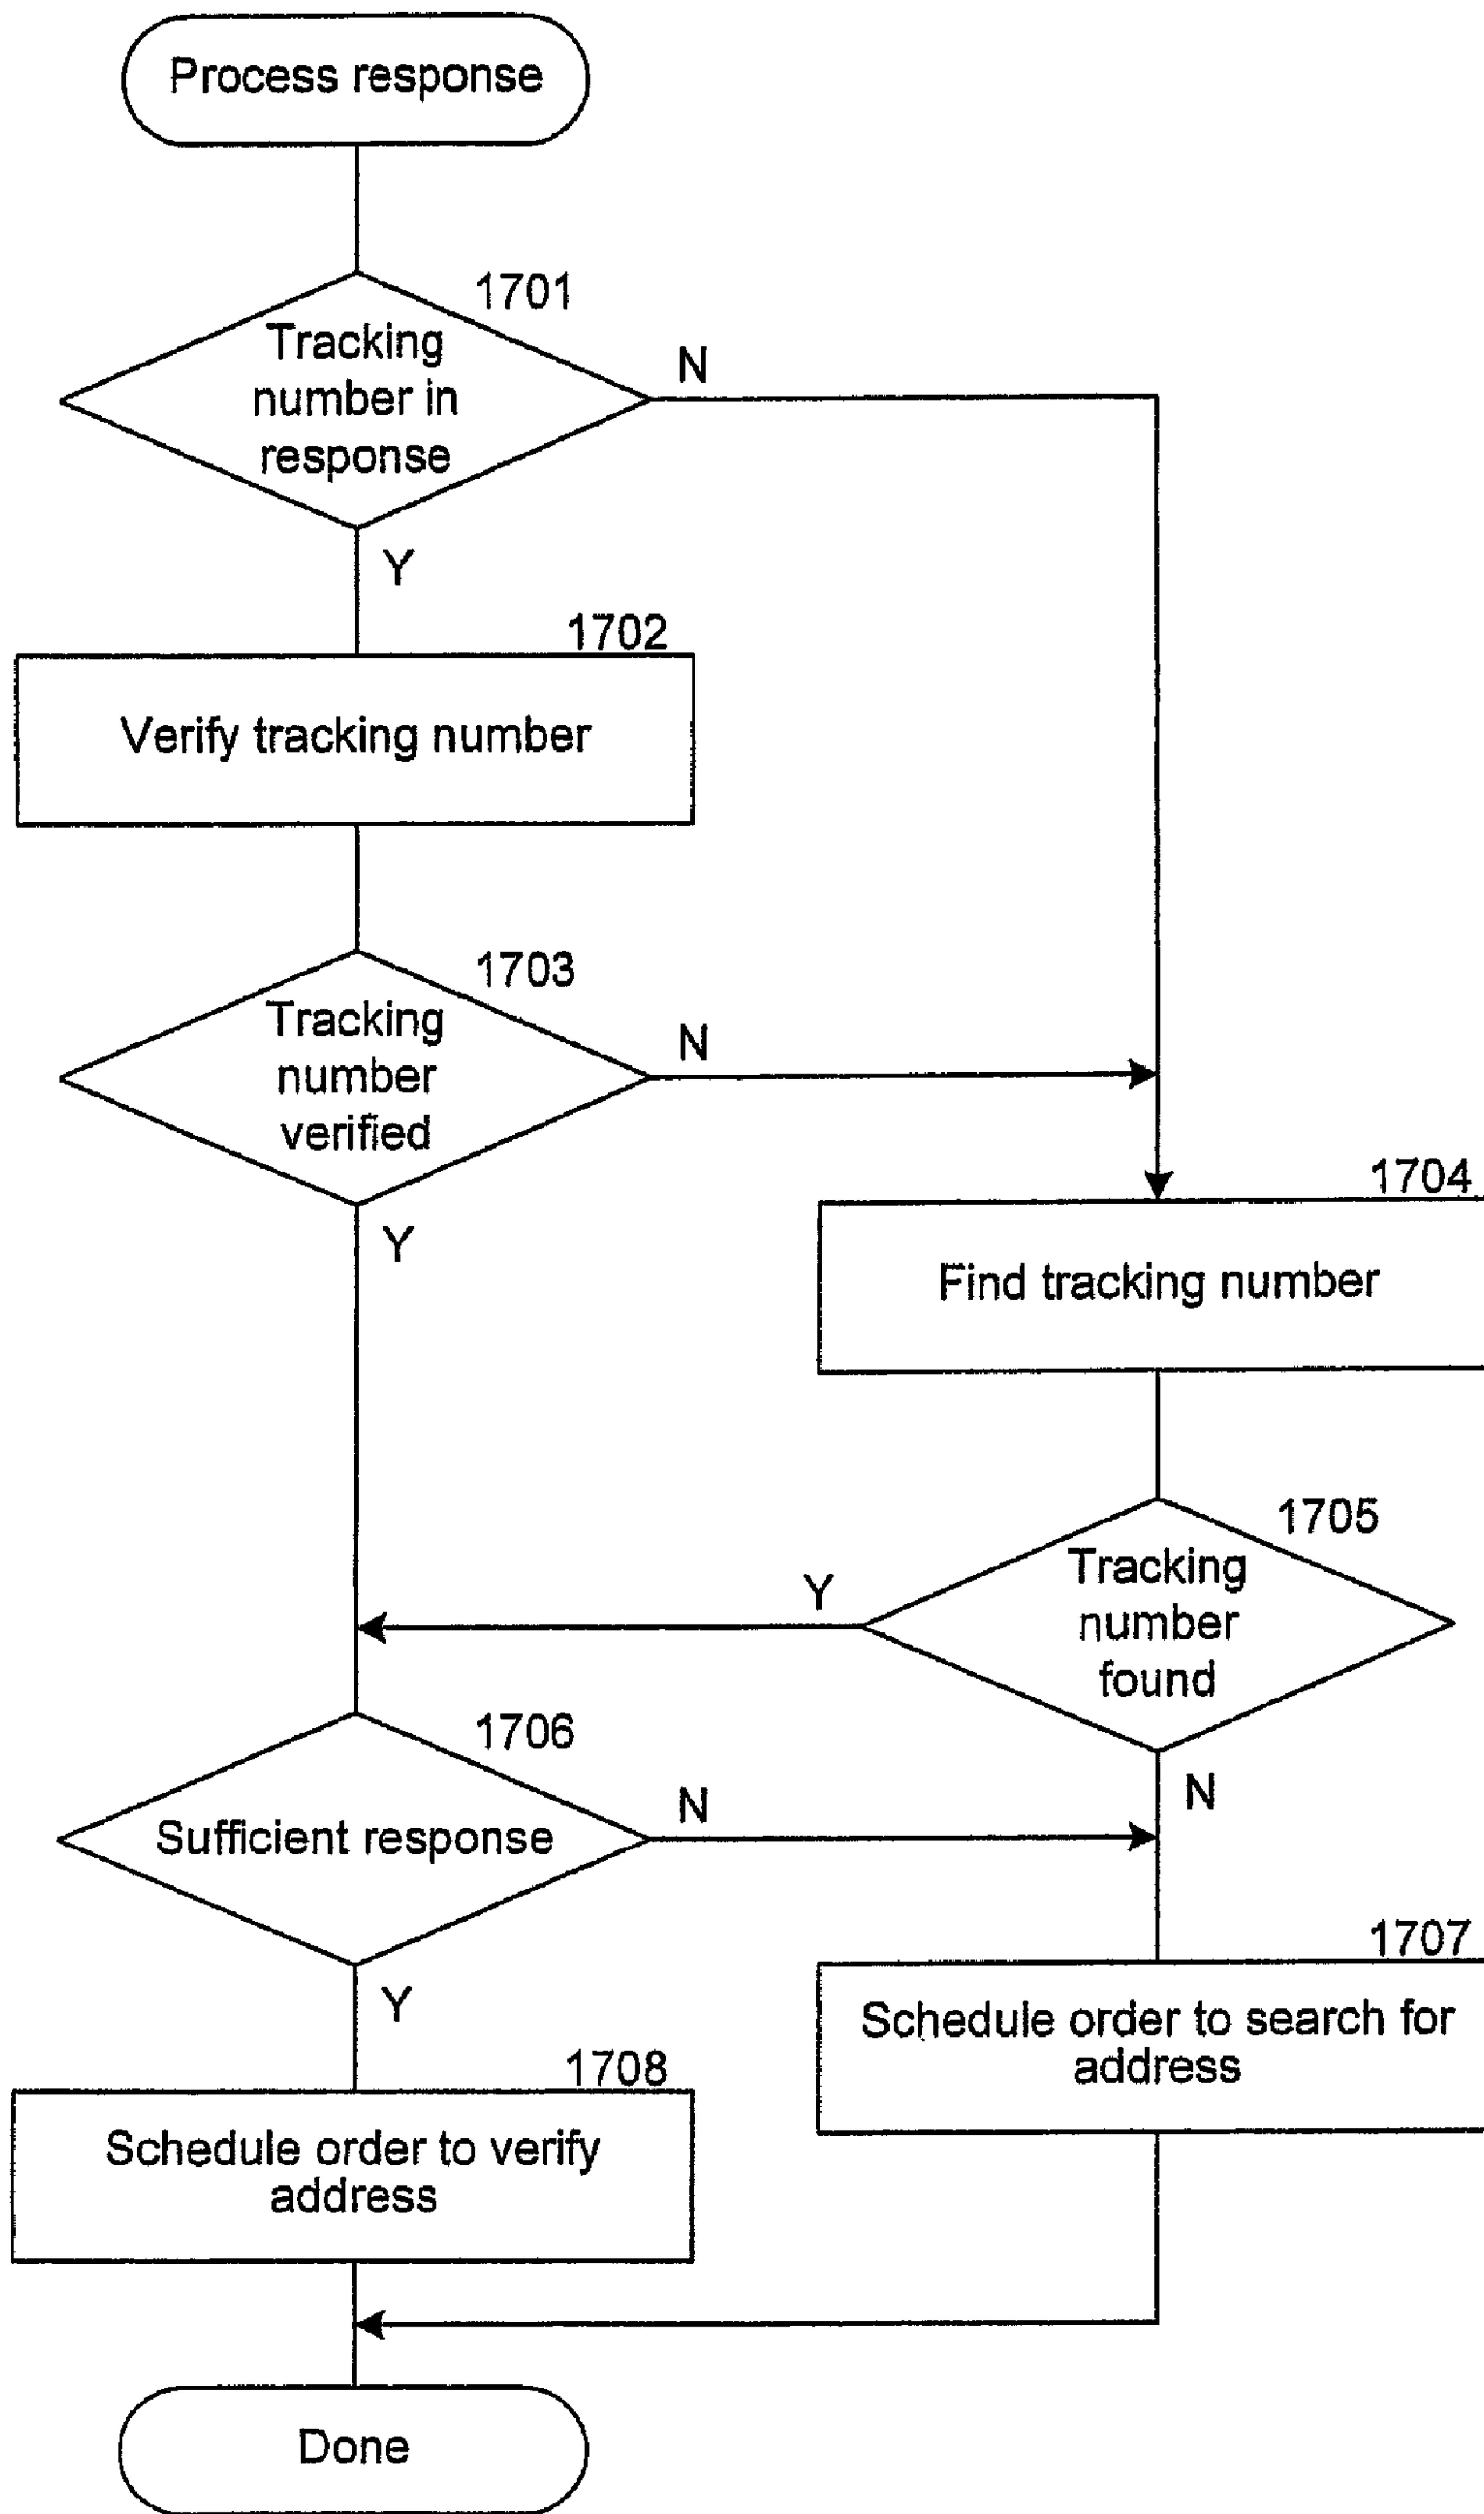 Process response
1701
Tracking
number in
response
N
Y
1702
Verify tracking number
1703
Tracking
number
verified
N
Y
1704
Find tracking number
1705
Tracking
number
found
Y
N
1706
Sufficient response
N
Y
1707
Schedule order to search for
address
1708
Schedule order to verify
address
Done